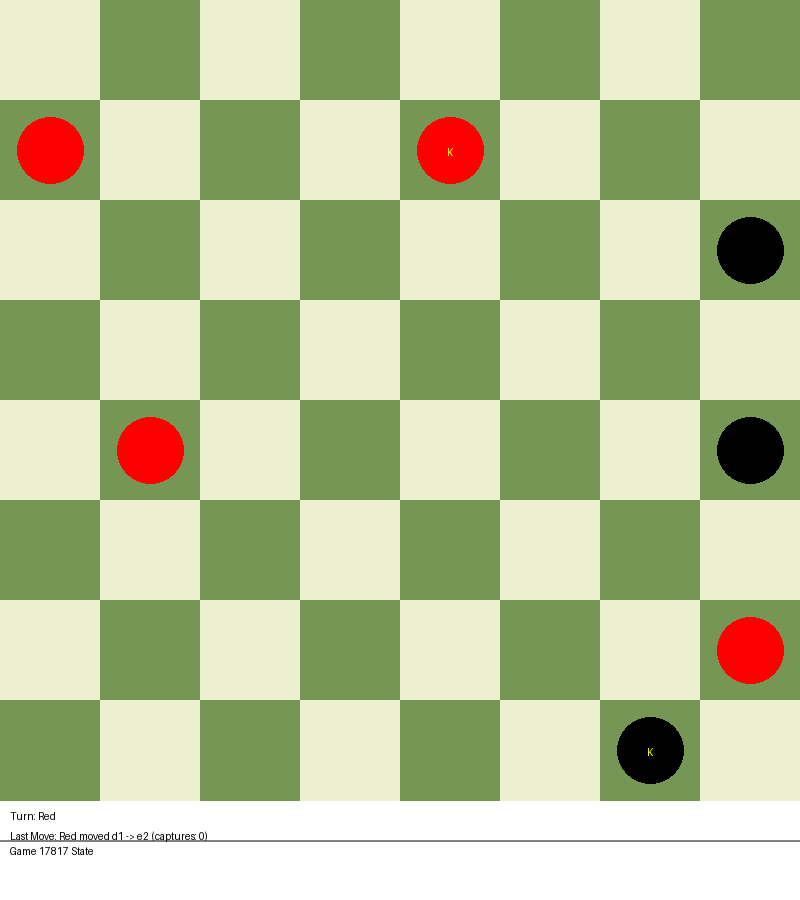 K
K
Turn: Red
Last Move: Red moved d1 -> e2 (captures: 0)
Game 17817 State